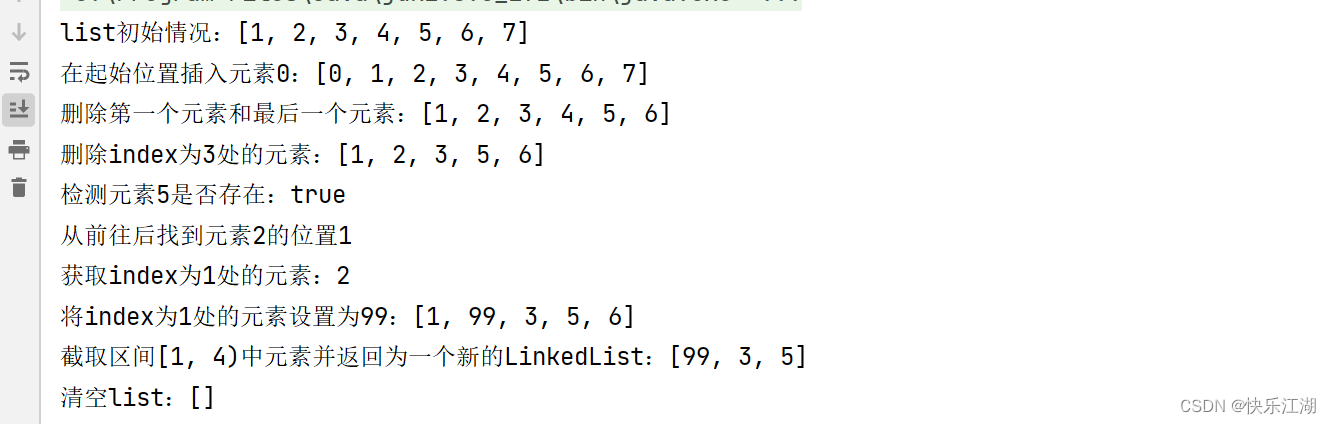 list初始情况：[1, 2, 3, 4, 5, 6, 7]
在起始位置插入元素0：[0, 1, 2, 3, 4, 5, 6, 7]
删除第一个元素和最后一个元素：[1, 2, 3, 4, 5, 6]
删除index为3处的元素：[1, 2, 3, 5, 6]
检测元素5是否存在：true
从前往后找到元素2的位置1
获取index为1处的元素：2
将index为1处的元素设置为99：[1, 99, 3, 5, 6]
截取区间[1, 4)中元素并返回为一个新的LinkedList：[99, 3, 5]
清空list：[]
CSDN @快乐江湖